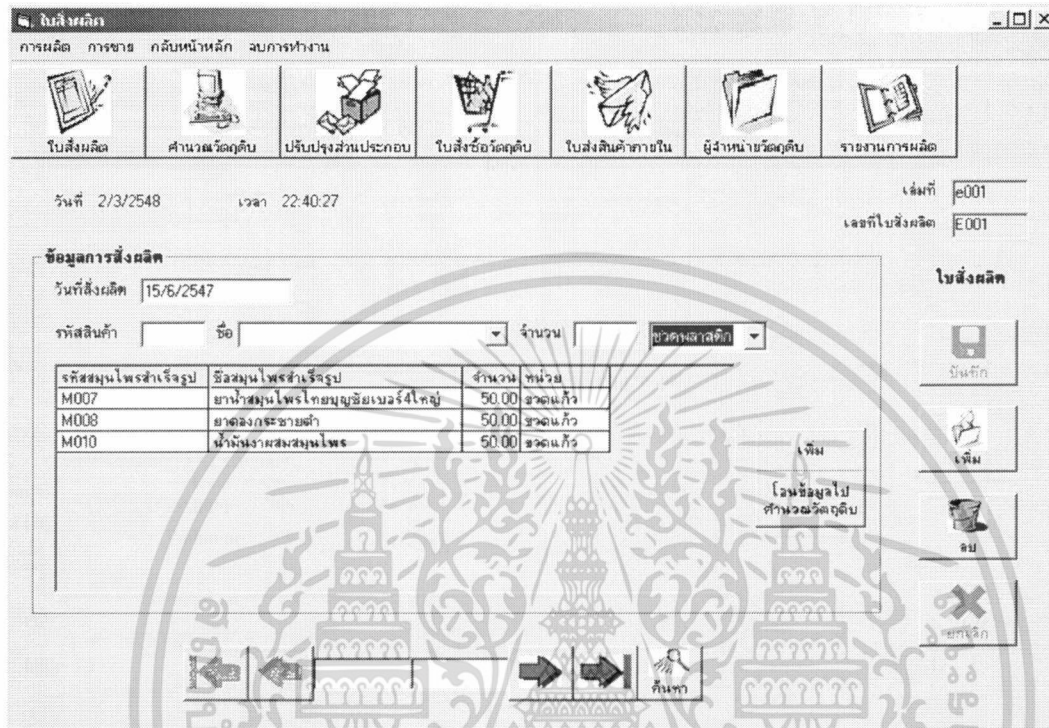 ใบสั่งผลิต
การผลิต การขาย กลับหน้าหลัก จบการทำงาน
ใบสั่งผลิต คำนวณวัตถุดิบ ปรับปรุงส่วนประกอบ ใบสั่งซื้อวัตถุดิบ ใบส่งสินค้าภายใน ผู้จำหน่ายวัตถุดิบ รายงานการผลิต
วันที่ 2/3/2548 เวลา 22:40:27 เล่มที่ e001
เลขที่ใบสั่งผลิต E001
ข้อมูลการสั่งผลิต ใบสั่งผลิต
วันที่สั่งผลิต 15/6/2547
รหัสสินค้า ชื่อ จำนวน ขวดพลาสติก
บันทึก
รหัสสมุนไพรสำเร็จรูป ชื่อสมุนไพรสำเร็จรูป จำนวน หน่วย
M007 ยาน้ำสมุนไพรไทยบุญชัยเบอร์4ใหญ่ 50.00 ขวดแก้ว
M008 ยาดองกระชายดำ 50.00 ขวดแก้ว
M010 น้ำมันงาผสมสมุนไพร 50.00 ขวดแก้ว
เพิ่ม เพิ่ม
โอนข้อมูลไป
คำนวณวัตถุดิบ
ลบ
ยกเลิก
ค้นหา